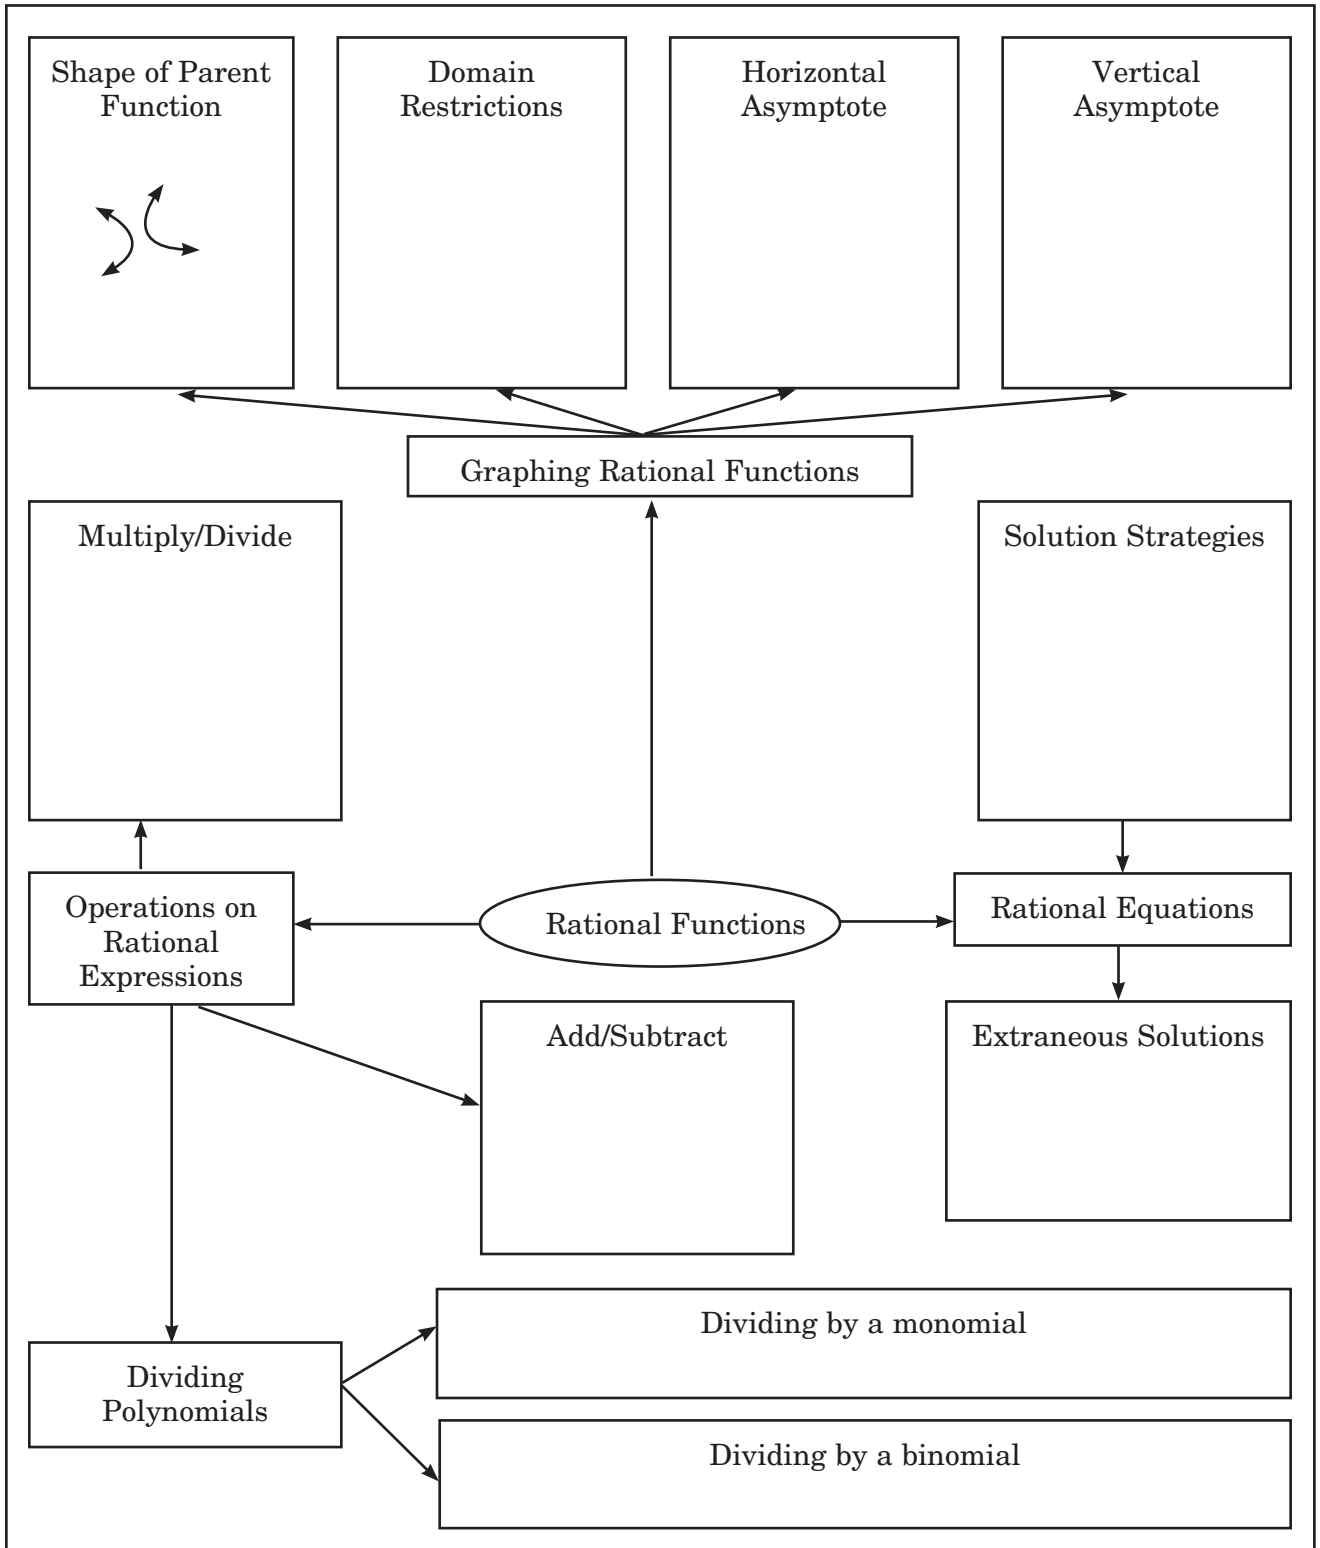 Shape of Parent
Function
Domain
Restrictions
Horizontal
Asymptote
Vertical
Asymptote
Graphing Rational Functions
Multiply/Divide
Solution Strategies
Operations on
Rational
Expressions
Rational Functions
Rational Equations
Add/Subtract
Extraneous Solutions
Dividing by a monomial
Dividing
Polynomials
Dividing by a binomial